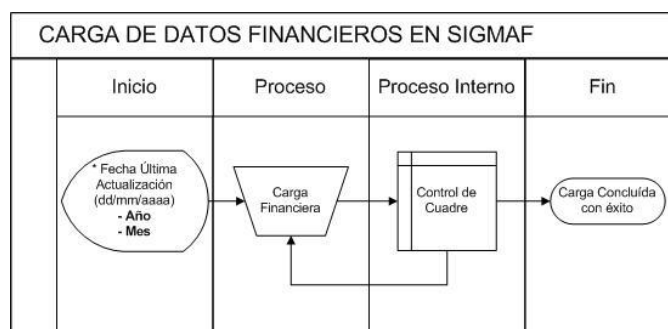 CARGA DE DATOS FINANCIEROS EN SIGMAF
Inicio
Proceso
Proceso Interno
Fin
* Fecha Última
Actualización
(dd/mm/aaaa)
- Año
- Mes
Carga
Financiera
Control de
Cuadre
Carga Concluída
con éxito